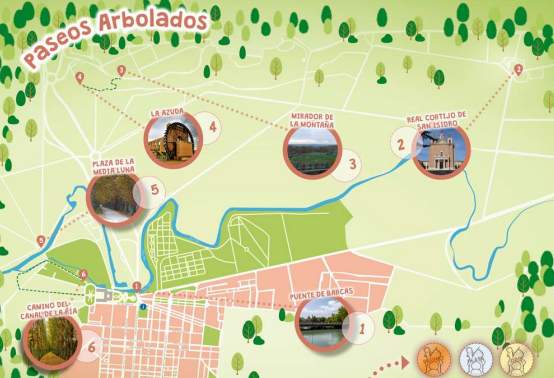 Paseos Arbolados
3
4
2
LA AZUDA
4
MIRADOR DE
LA MONTAÑA
3
REAL CORTIJO DE
SAN ISIDRO
2
PLAZA DE LA
MEDIA LUNA
5
5
6
1
CAMINO DEL
CANAL DE LA RÍA
6
PUENTE DE BARCAS
1